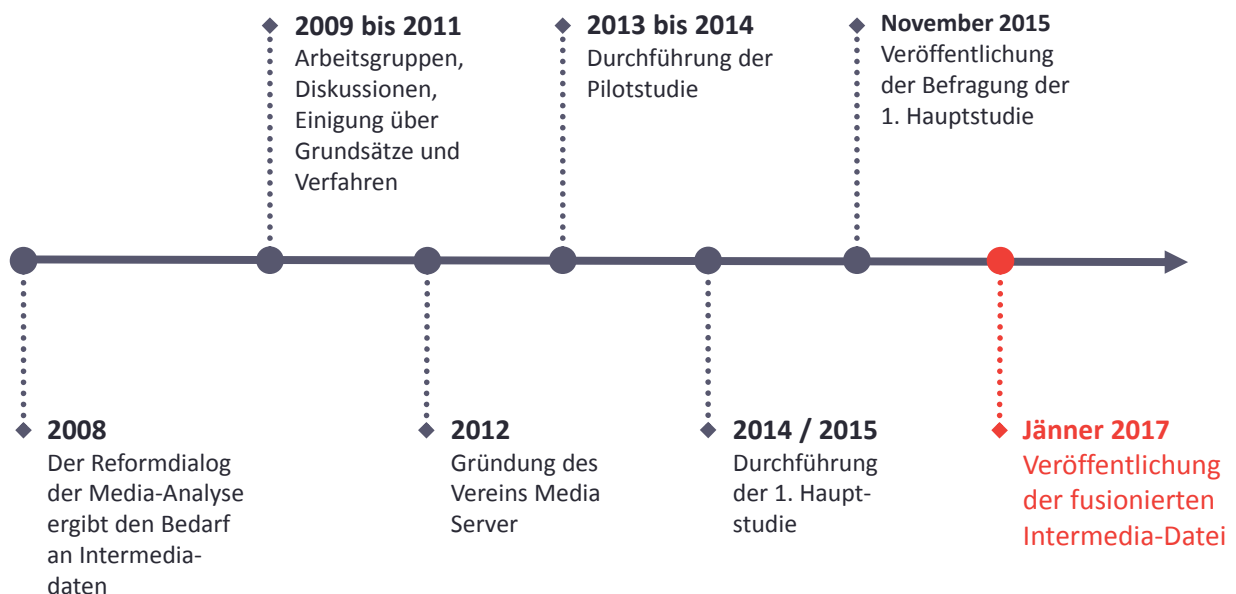 2009 bis 2011
Arbeitsgruppen,
Diskussionen,
Einigung über
Grundsätze und
Verfahren
2013 bis 2014
Durchführung der
Pilotstudie
November 2015
Veröffentlichung
der Befragung der
1. Hauptstudie
2008
Der Reformdialog
der Media-Analyse
ergibt den Bedarf
an Intermedia-
daten
2012
Gründung des
Vereins Media
Server
2014 / 2015
Durchführung
der 1. Haupt-
studie
Jänner 2017
Veröffentlichung
der fusionierten
Intermedia-Datei